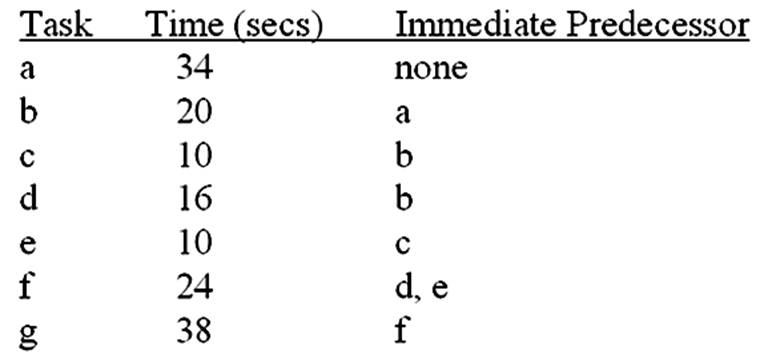 Task Time (secs) Immediate Predecessor
a 34 none
b 20 a
c 10 b
d 16 b
e 10 c
f 24 d, e
g 38 f